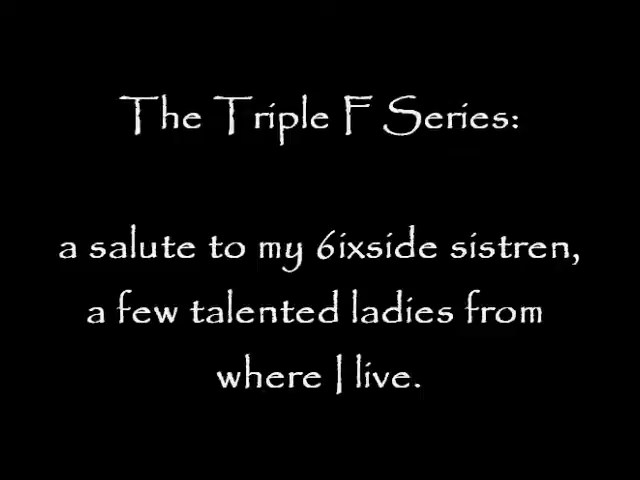 The Triple F Series:
a salute to my 6ixside sistren,
a few talented ladies from
where I live.